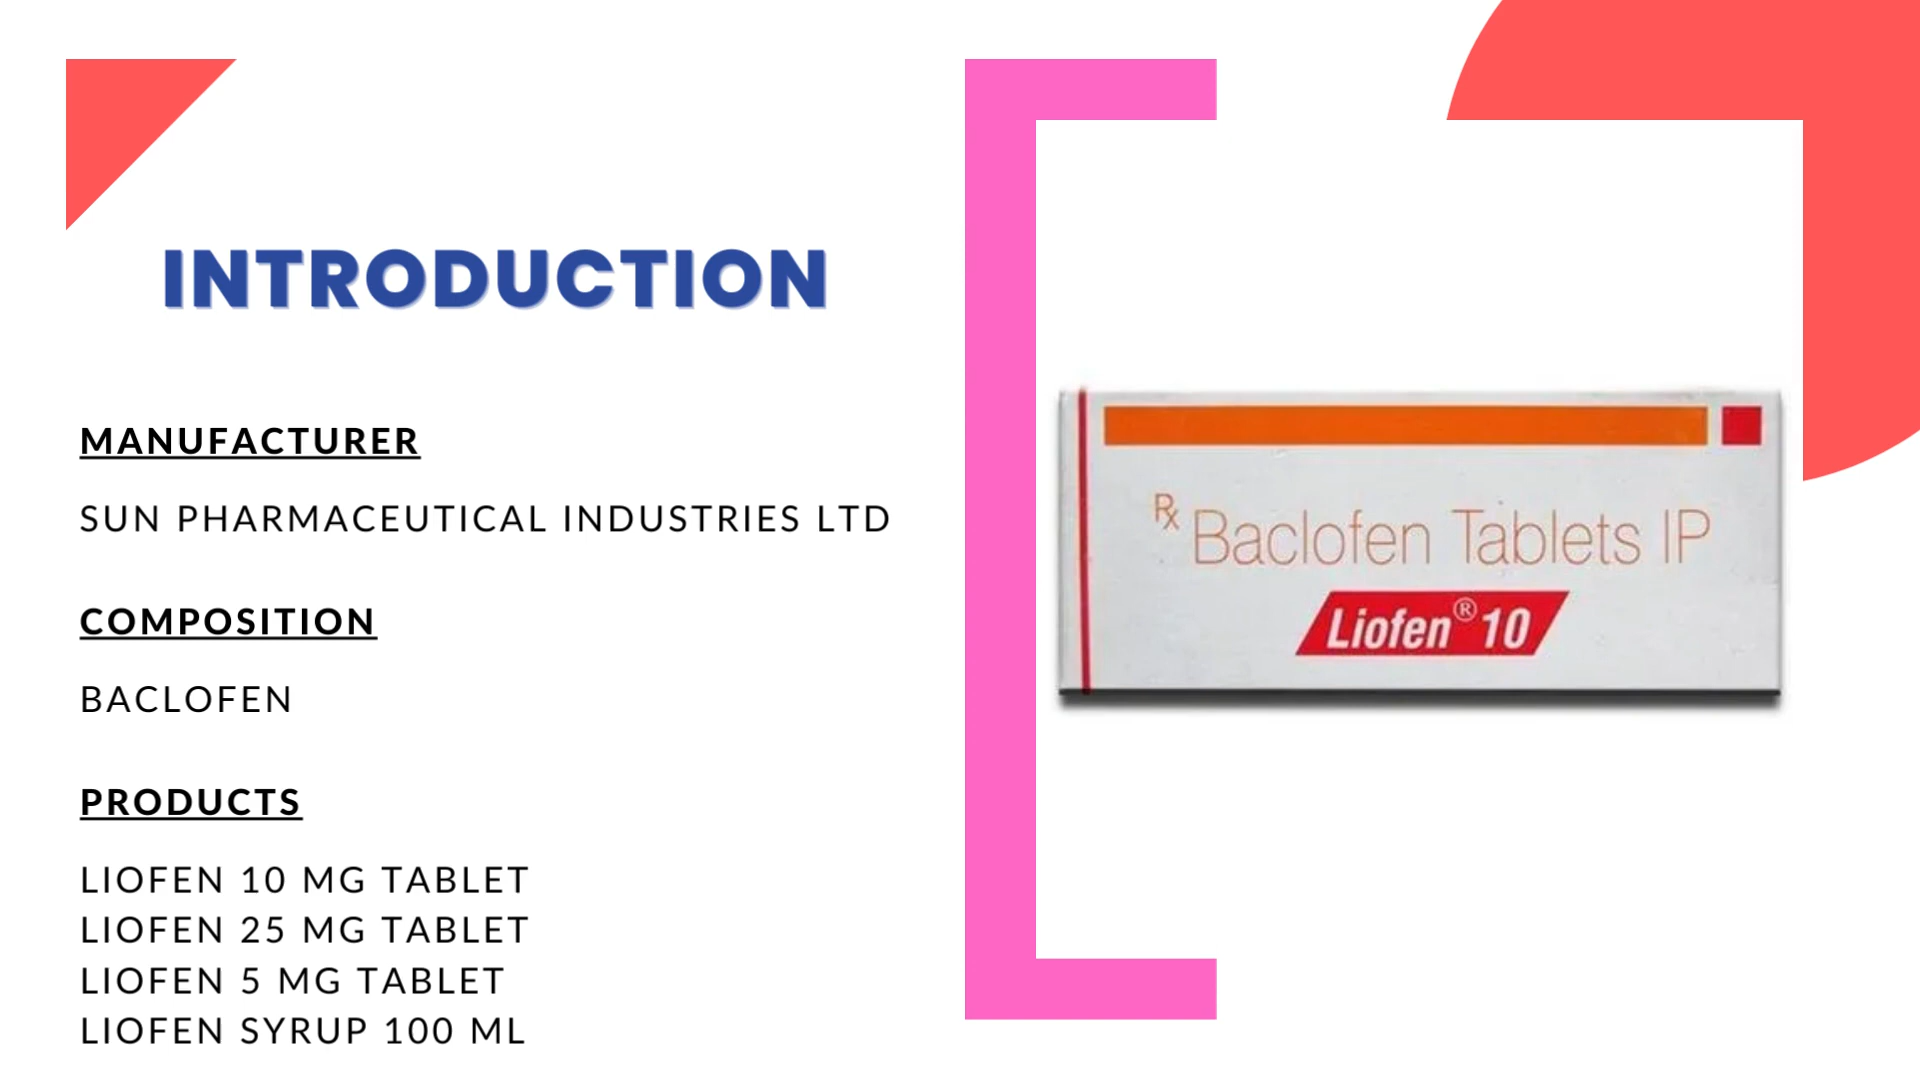 INTRODUCTION
MANUFACTURER
SUN PHARMACEUTICAL INDUSTRIES LTD
COMPOSITION
BACLOFEN
PRODUCTS
LIOFEN 10 MG TABLET
LIOFEN 25 MG TABLET
LIOFEN 5 MG TABLET
LIOFEN SYRUP 100 ML
Rx Baclofen Tablets IP
Liofen® 10